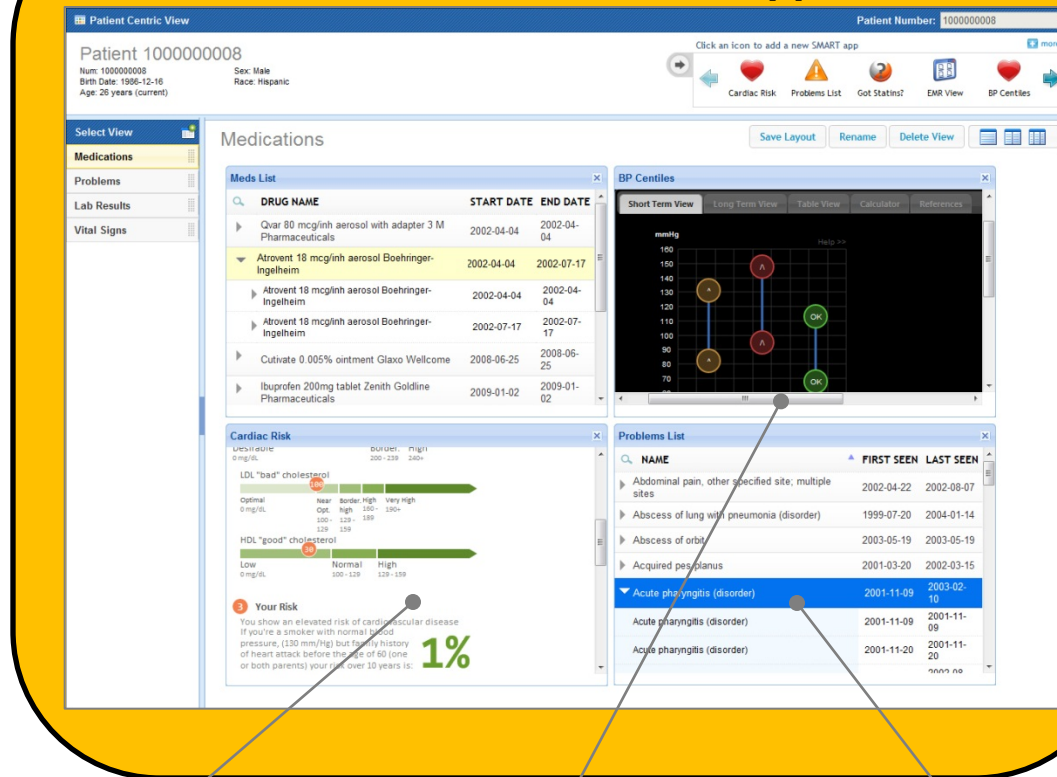 Patient Centric View
Patient Number: 1000000008
Patient 1000000008
Num: 1000000008
Birth Date: 1986-12-16
Age: 26 years (current)
Sex: Male
Race: Hispanic
Click an icon to add a new SMART app
mor
Cardiac Risk
Problems List
Got Statins?
EMR View
BP Centiles
Select View
Medications
Problems
Lab Results
Vital Signs
Medications
Save Layout
Rename
Delete View
Meds List
DRUG NAME START DATE END DATE
Qvar 80 mcg/inh aerosol with adapter 3 M
Pharmaceuticals
2002-04-04
2002-04-
04
Atrovent 18 mcg/inh aerosol Boehringer-
Ingelheim
2002-04-04
2002-07-17
Atrovent 18 mcg/inh aerosol Boehringer-
Ingelheim
2002-04-04
2002-04-
04
Atrovent 18 mcg/inh aerosol Boehringer-
Ingelheim
2002-07-17
2002-07-
17
Cutivate 0.005% ointment Glaxo Wellcome
2008-06-25
2008-06-
25
Ibuprofen 200mg tablet Zenith Goldline
Pharmaceuticals
2009-01-02
2009-01-
02
BP Centiles
Short Term View
Long Term View
Table View
Calculator
References
mmHg
Help >>
160
150
140
130
120
110
100
90
80
70
OK
OK
Cardiac Risk
Desirable Border. High
0 mg/dL 200 - 239 240+
LDL "bad" cholesterol
100
Optimal
0 mg/dL
Near
Opt.
100-
129
Border.
high
129 -
159
High
160-
189
Very High
190+
HDL "good" cholesterol
30
Low Normal High
0 mg/dL 100 - 129 129 - 159
3 Your Risk
You show an elevated risk of cardiovascular disease
If you're a smoker with normal blood
pressure, (130 mm/Hg) but family history
of heart attack before the age of 60 (one
or both parents) your risk over 10 years is:
1%
Problems List
NAME FIRST SEEN LAST SEEN
Abdominal pain, other specified site; multiple
sites
2002-04-22
2002-08-07
Abscess of lung with pneumonia (disorder) 1999-07-20 2004-01-14
Abscess of orbit 2003-05-19 2003-05-19
Acquired pes planus 2001-03-20 2002-03-15
Acute pharyngitis (disorder)
2001-11-09
2003-02-
10
Acute pharyngitis (disorder)
2001-11-09
2001-11-
09
Acute pharyngitis (disorder)
2001-11-20
2001-11-
20